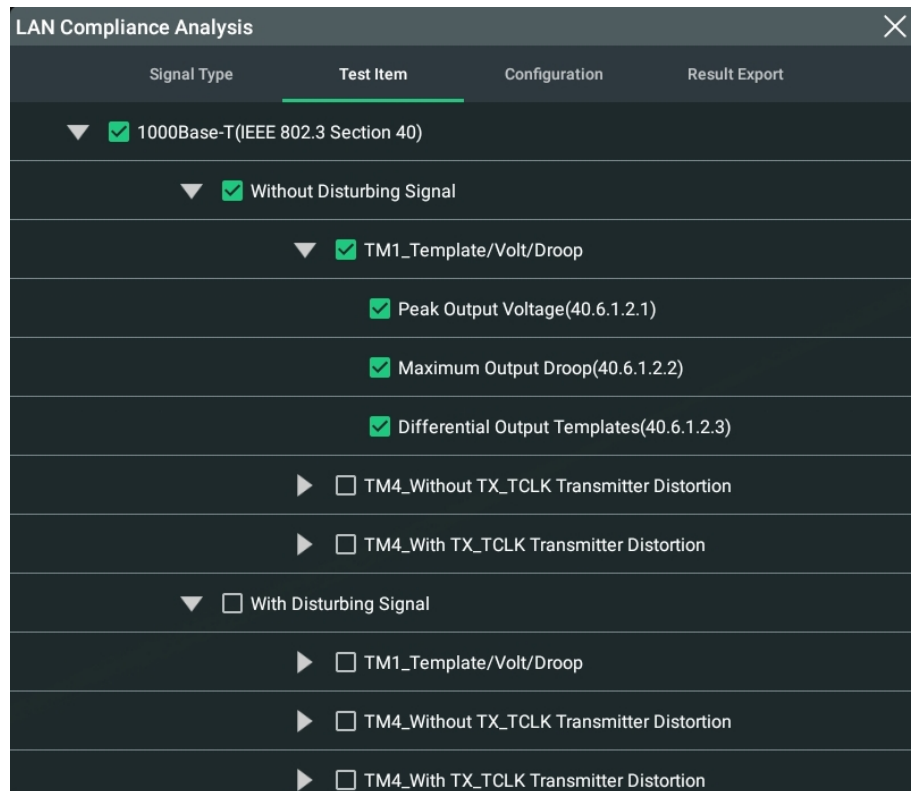 LAN Compliance Analysis
Signal Type Test Item Configuration Result Export
1000Base-T(IEEE 802.3 Section 40)
Without Disturbing Signal
TM1_Template/Volt/Droop
Peak Output Voltage(40.6.1.2.1)
Maximum Output Droop(40.6.1.2.2)
Differential Output Templates(40.6.1.2.3)
TM4_Without TX_TCLK Transmitter Distortion
TM4_With TX_TCLK Transmitter Distortion
With Disturbing Signal
TM1_Template/Volt/Droop
TM4_Without TX_TCLK Transmitter Distortion
TM4_With TX_TCLK Transmitter Distortion